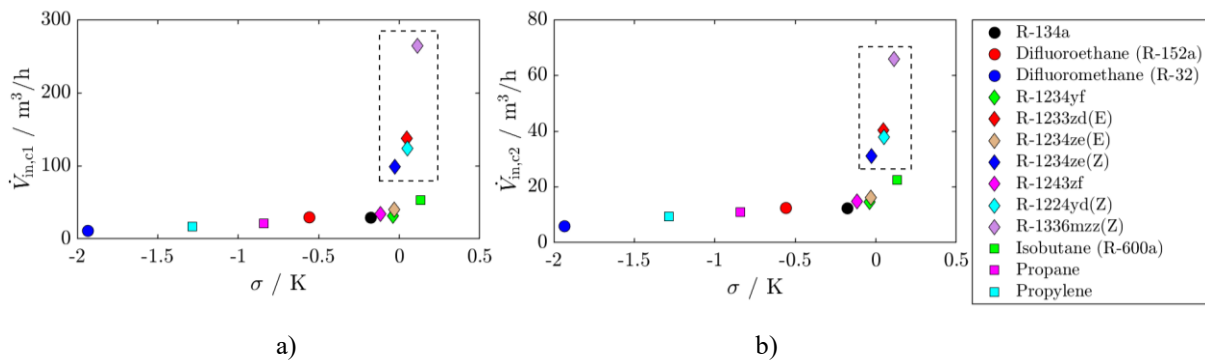 300
200
100
0
V̇in,c1 / m³/h
-2 -1.5 -1 -0.5 0 0.5
σ / K
a)
80
60
40
20
0
V̇in,c2 / m³/h
-2 -1.5 -1 -0.5 0 0.5
σ / K
b)
R-134a
Difluoroethane (R-152a)
Difluoromethane (R-32)
R-1234yf
R-1233zd(E)
R-1234ze(E)
R-1234ze(Z)
R-1243zf
R-1224yd(Z)
R-1336mzz(Z)
Isobutane (R-600a)
Propane
Propylene